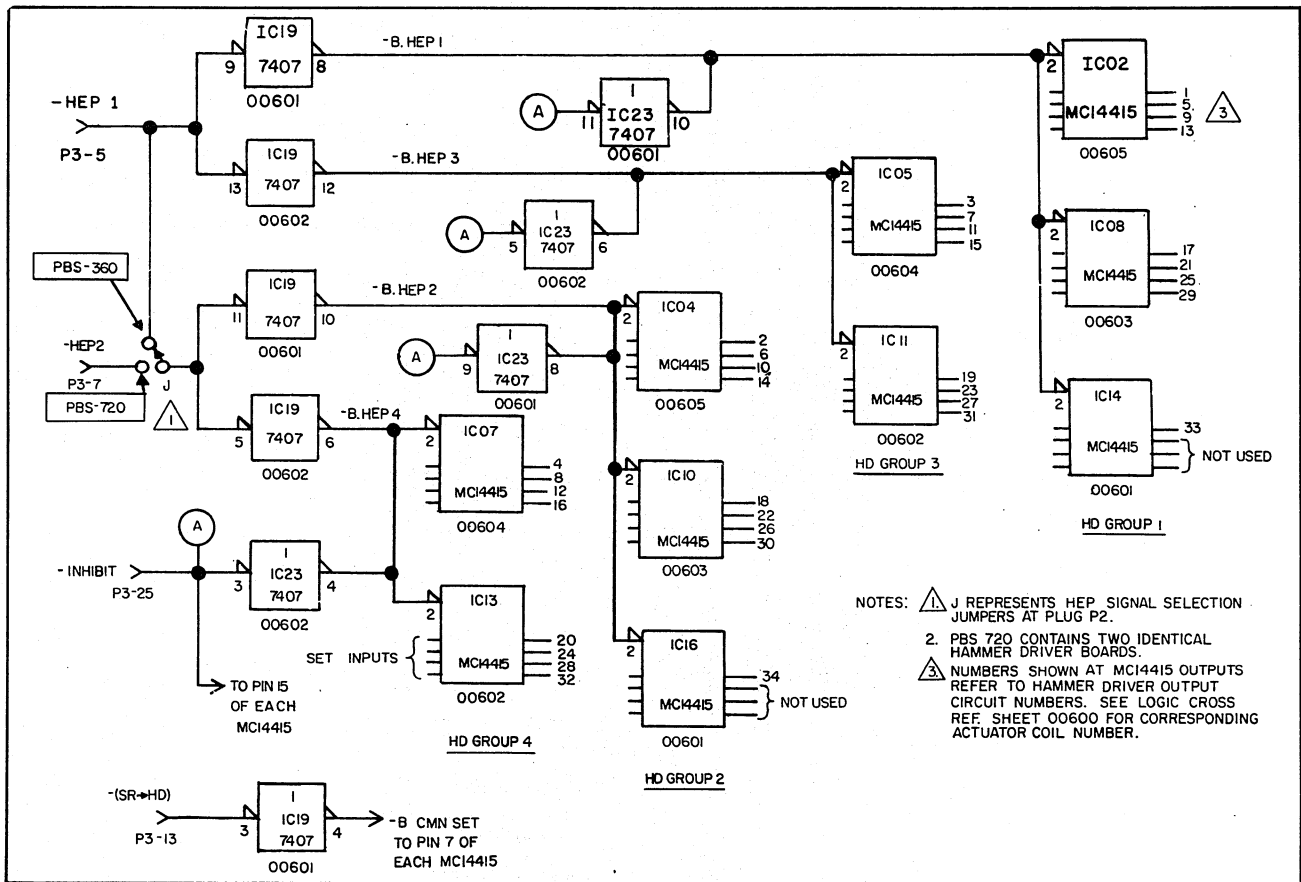 IC19
9 7407 8
00601
-B.HEP 1
2 IC02
MC14415
1
5
9
13
3
00605
-HEP 1
P3-5
A
1
11 IC23 10
7407
00601
IC19
13 7407 12
00602
-B.HEP 3
2 IC05
MC14415
3
7
11
15
00604
A
1
5 IC23 6
7407
00602
2 IC08
MC14415
17
21
25
29
00603
PBS-360
-HEP2
P3-7
J
PBS-720
1
IC19
11 7407 10
00601
-B.HEP 2
A
1
9 IC23 8
7407
00601
2 IC04
MC14415
2
6
10
14
00605
2 IC11
MC14415
19
23
27
31
00602
HD GROUP 3
2 IC14
MC14415
33
NOT USED
00601
HD GROUP 1
IC19
5 7407 6
00602
-B.HEP 4
2 IC07
MC14415
4
8
12
16
00604
2 IC10
MC14415
18
22
26
30
00603
A
-INHIBIT
P3-25
1
3 IC23 4
7407
00602
TO PIN 15
OF EACH
MC14415
2 IC13
SET INPUTS
MC14415
20
24
28
32
00602
HD GROUP 4
2 IC16
MC14415
34
NOT USED
00601
HD GROUP 2
NOTES: 1. J REPRESENTS HEP SIGNAL SELECTION
JUMPERS AT PLUG P2.
2. PBS 720 CONTAINS TWO IDENTICAL
HAMMER DRIVER BOARDS.
3. NUMBERS SHOWN AT MC14415 OUTPUTS
REFER TO HAMMER DRIVER OUTPUT
CIRCUIT NUMBERS. SEE LOGIC CROSS
REF. SHEET 00600 FOR CORRESPONDING
ACTUATOR COIL NUMBER.
-(SR→HD)
P3-13
1
3 IC19 4
7407
00601
-B CMN SET
TO PIN 7 OF
EACH MC14415